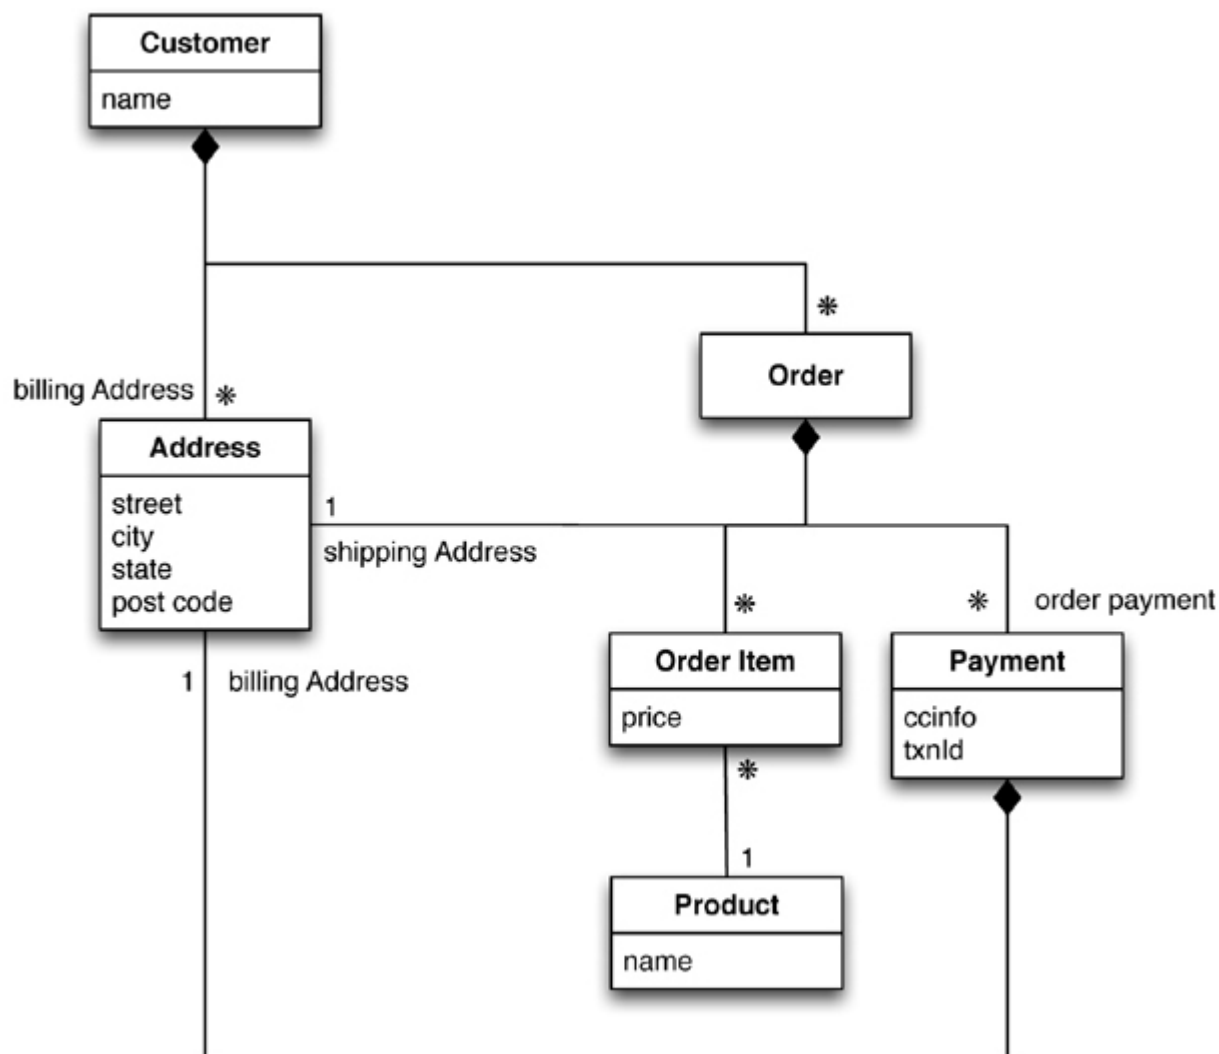 Customer
name
*
Order
billing Address
*
Address
street
city
state
post code
1
shipping Address
*
*
order payment
Order Item
price
Payment
ccinfo
txnId
1
billing Address
*
1
Product
name